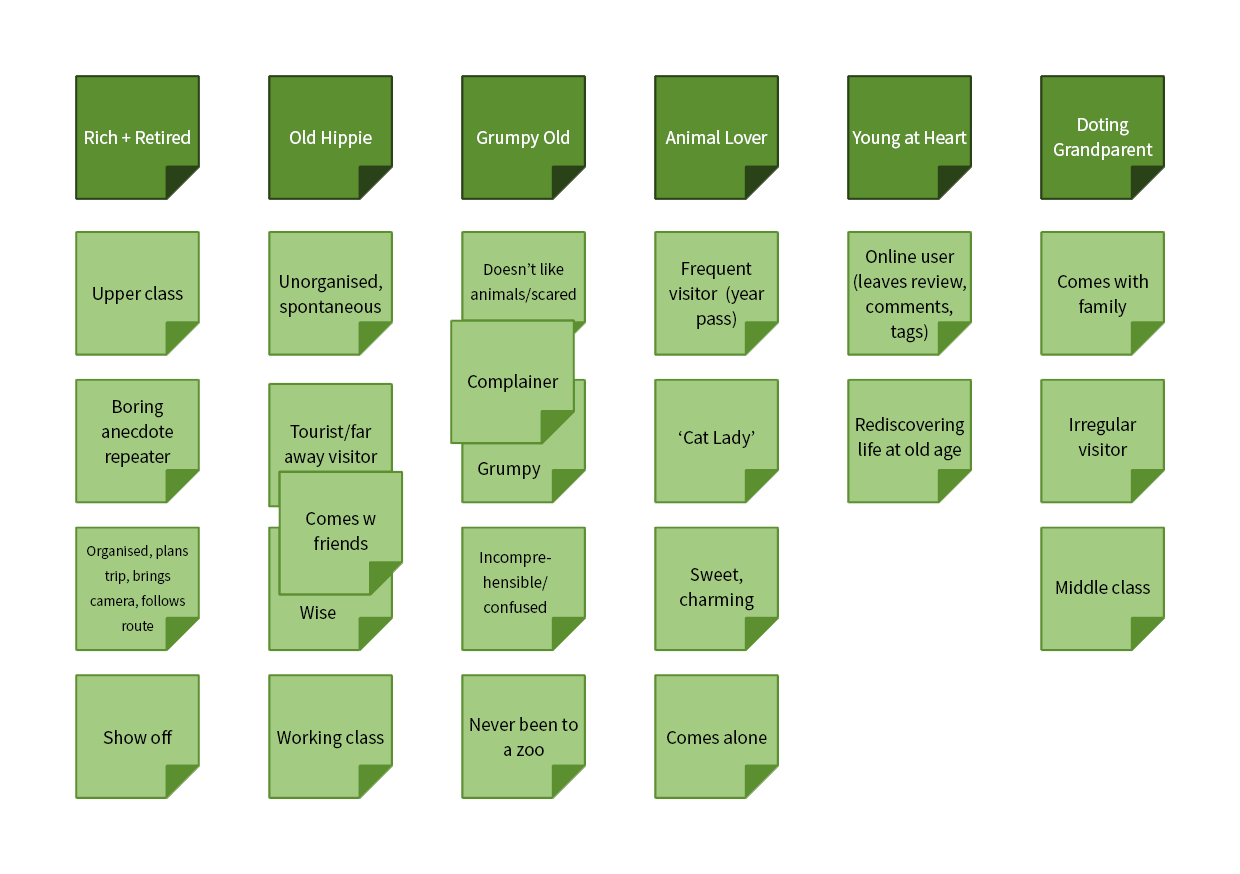 Rich + Retired
Upper class
Boring
anecdote
repeater
Organised, plans
trip, brings
camera, follows
route
Show off
Old Hippie
Unorganised,
spontaneous
Tourist/far
away visitor
Comes w
friends
Wise
Working class
Grumpy Old
Doesn’t like
animals/scared
Complainer
Grumpy
Incompre-
hensible/
confused
Never been to
a zoo
Animal Lover
Frequent
visitor (year
pass)
‘Cat Lady’
Sweet,
charming
Comes alone
Young at Heart
Online user
(leaves review,
comments,
tags)
Rediscovering
life at old age
Doting
Grandparent
Comes with
family
Irregular
visitor
Middle class